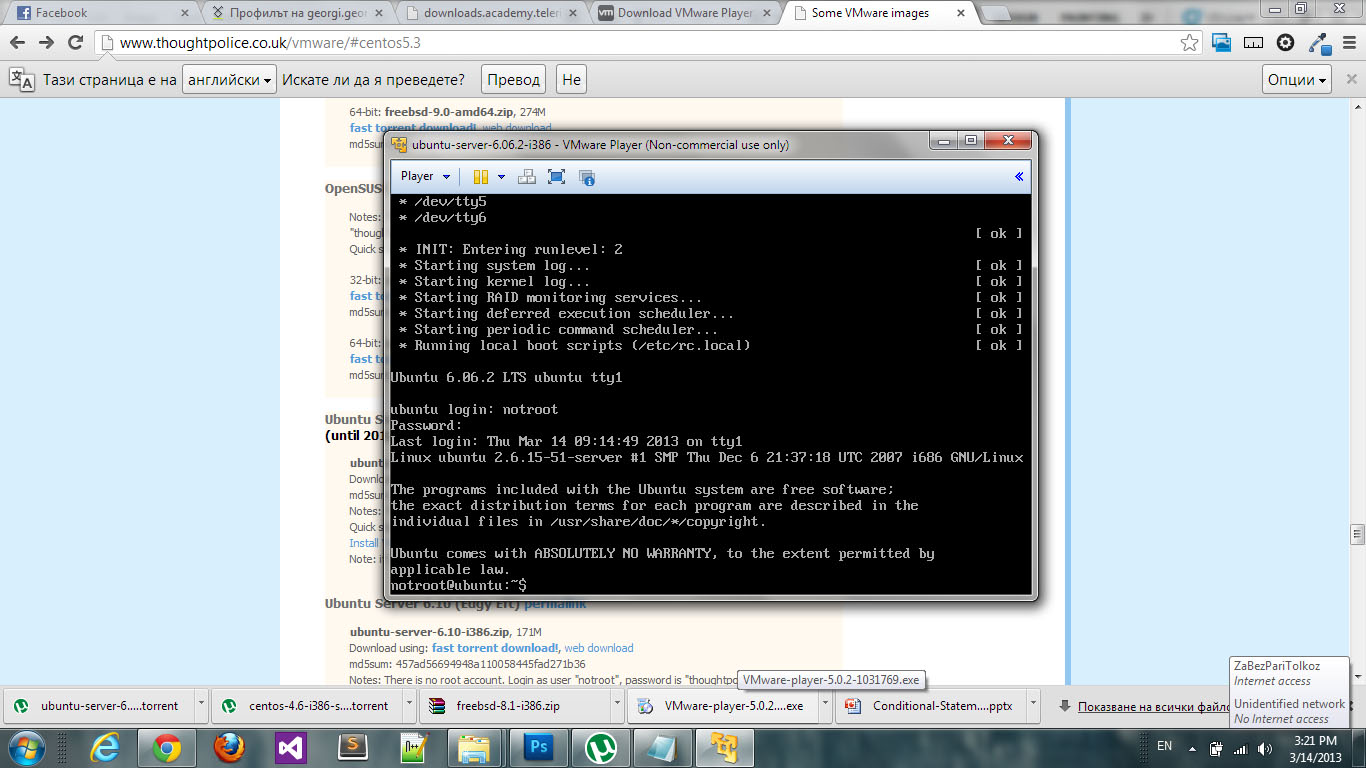 Facebook
Профилът на georgi.geor
downloads.academy.teleri
Download VMware Player
Some VMware images
www.thoughtpolice.co.uk/vmware/#centos5.3
Тази страница е на английски Искате ли да я преведете? Превод Не Опции
64-bit: freebsd-9.0-amd64.zip, 274M
fast torrent download!, web download
md5su
OpenSUS
Notes:
"though
Quick s
32-bit:
fast to
md5sum
64-bit:
fast to
md5sum
Ubuntu Se
(until 201
ubunt
Downlo
md5sum
Notes:
Quick s
Install V
Note: i
Ubuntu Server 6.10 (Edgy Eft) permalink
ubuntu-server-6.10-i386.zip, 171M
Download using: fast torrent download!, web download
md5sum: 457ad56694948a110058445fad271b36
Notes: There is no root account. Login as user "notroot", password is "thoughtpo
ubuntu-server-6.06.2-i386 - VMware Player (Non-commercial use only)
Player
* /dev/tty5
* /dev/tty6
[ ok ]
* INIT: Entering runlevel: 2
* Starting system log... [ ok ]
* Starting kernel log... [ ok ]
* Starting RAID monitoring services... [ ok ]
* Starting deferred execution scheduler... [ ok ]
* Starting periodic command scheduler... [ ok ]
* Running local boot scripts (/etc/rc.local) [ ok ]
Ubuntu 6.06.2 LTS ubuntu tty1
ubuntu login: notroot
Password:
Last login: Thu Mar 14 09:14:49 2013 on tty1
Linux ubuntu 2.6.15-51-server #1 SMP Thu Dec 6 21:37:18 UTC 2007 i686 GNU/Linux
The programs included with the Ubuntu system are free software;
the exact distribution terms for each program are described in the
individual files in /usr/share/doc/*/copyright.
Ubuntu comes with ABSOLUTELY NO WARRANTY, to the extent permitted by
applicable law.
notroot@ubuntu:~$
VMware-player-5.0.2-1031769.exe
ZaBezPariTolkoz
Internet access
Unidentified network
No Internet access
ubuntu-server-6.....torrent
centos-4.6-i386-s....torrent
freebsd-8.1-i386.zip
VMware-player-5.0.2....exe
Conditional-Statem....pptx
Показване на всички файло
EN
3:21 PM
3/14/2013